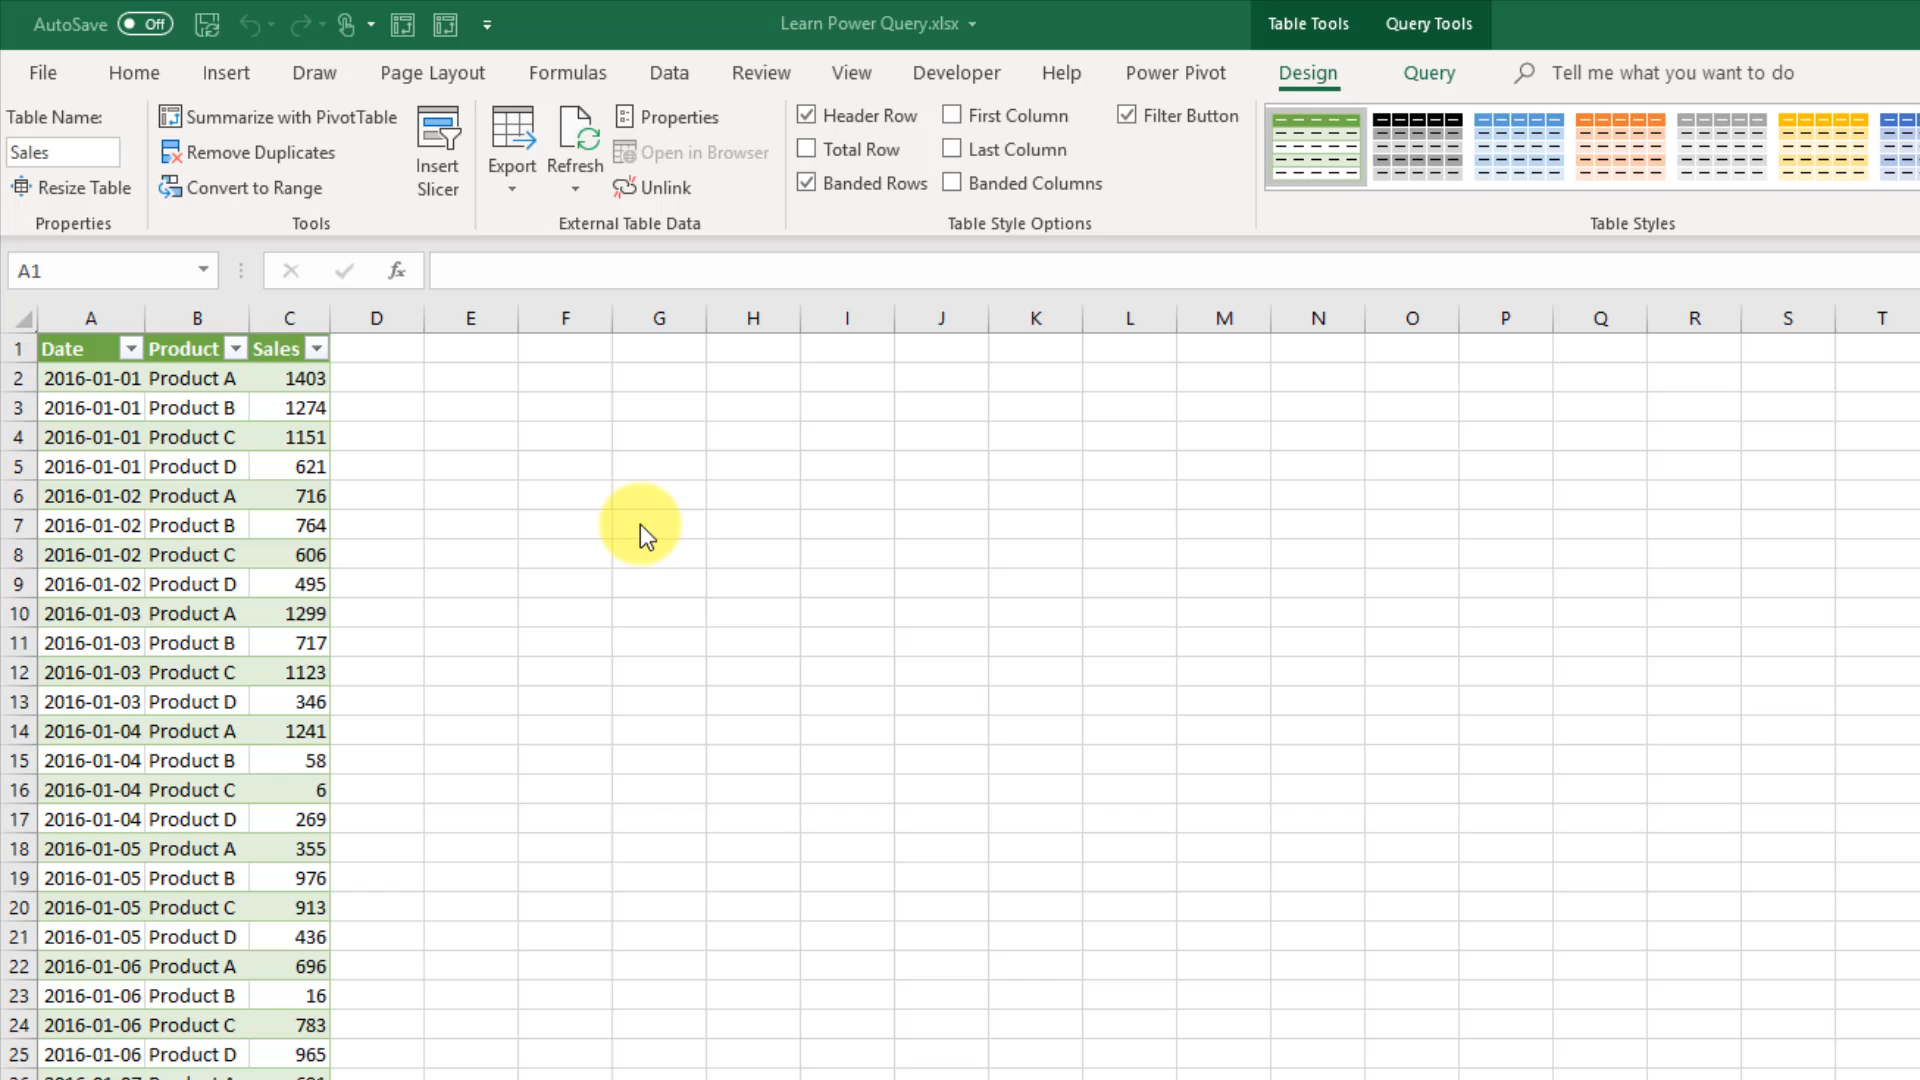 AutoSave Off Learn Power Query.xlsx Table Tools Query Tools
File Home Insert Draw Page Layout Formulas Data Review View Developer Help Power Pivot Design Query Tell me what you want to do
Table Name:
Sales
Resize Table
Properties
Summarize with PivotTable
Remove Duplicates
Convert to Range
Insert
Slicer
Tools
Export
Refresh
Properties
Open in Browser
Unlink
External Table Data
Header Row
Total Row
Banded Rows
First Column
Last Column
Banded Columns
Filter Button
Table Style Options
Table Styles
A1 fx
A B C D E F G H I J K L M N O P Q R S T
1 Date Product Sales
2 2016-01-01 Product A 1403
3 2016-01-01 Product B 1274
4 2016-01-01 Product C 1151
5 2016-01-01 Product D 621
6 2016-01-02 Product A 716
7 2016-01-02 Product B 764
8 2016-01-02 Product C 606
9 2016-01-02 Product D 495
10 2016-01-03 Product A 1299
11 2016-01-03 Product B 717
12 2016-01-03 Product C 1123
13 2016-01-03 Product D 346
14 2016-01-04 Product A 1241
15 2016-01-04 Product B 58
16 2016-01-04 Product C 6
17 2016-01-04 Product D 269
18 2016-01-05 Product A 355
19 2016-01-05 Product B 976
20 2016-01-05 Product C 913
21 2016-01-05 Product D 436
22 2016-01-06 Product A 696
23 2016-01-06 Product B 16
24 2016-01-06 Product C 783
25 2016-01-06 Product D 965